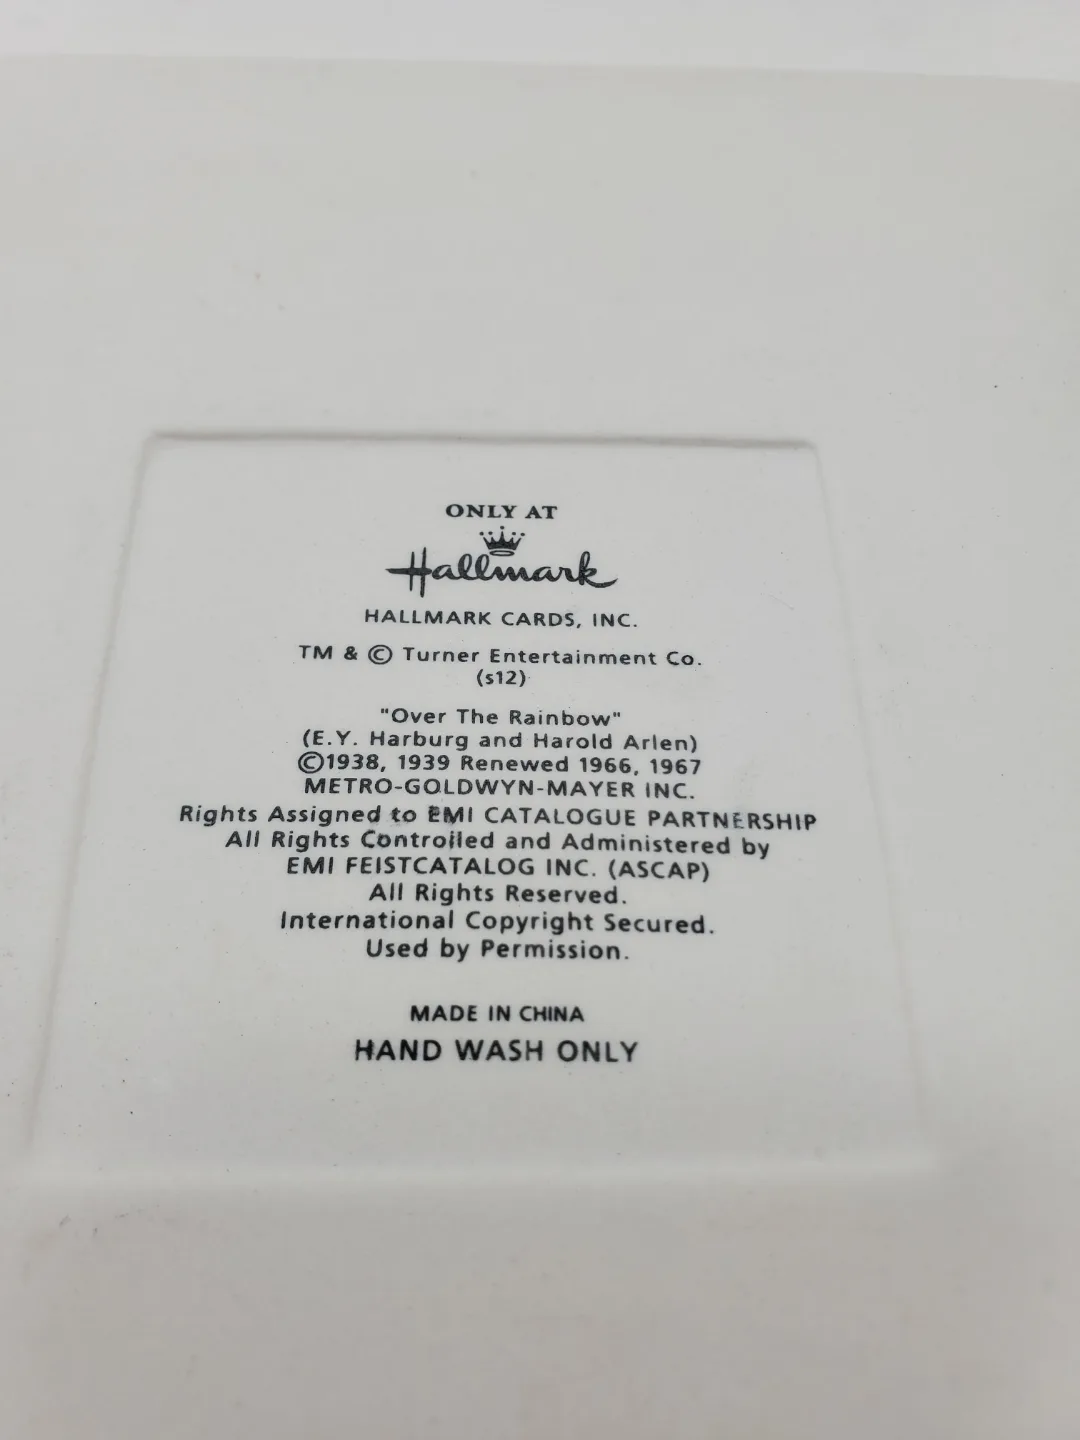 ONLY AT
Hallmark
HALLMARK CARDS, INC.
TM & © Turner Entertainment Co.
(s12)
"Over The Rainbow"
(E.Y. Harburg and Harold Arlen)
©1938, 1939 Renewed 1966, 1967
METRO-GOLDWYN-MAYER INC.
Rights Assigned to EMI CATALOGUE PARTNERSHIP
All Rights Controlled and Administered by
EMI FEISTCATALOG INC. (ASCAP)
All Rights Reserved.
International Copyright Secured.
Used by Permission.
MADE IN CHINA
HAND WASH ONLY